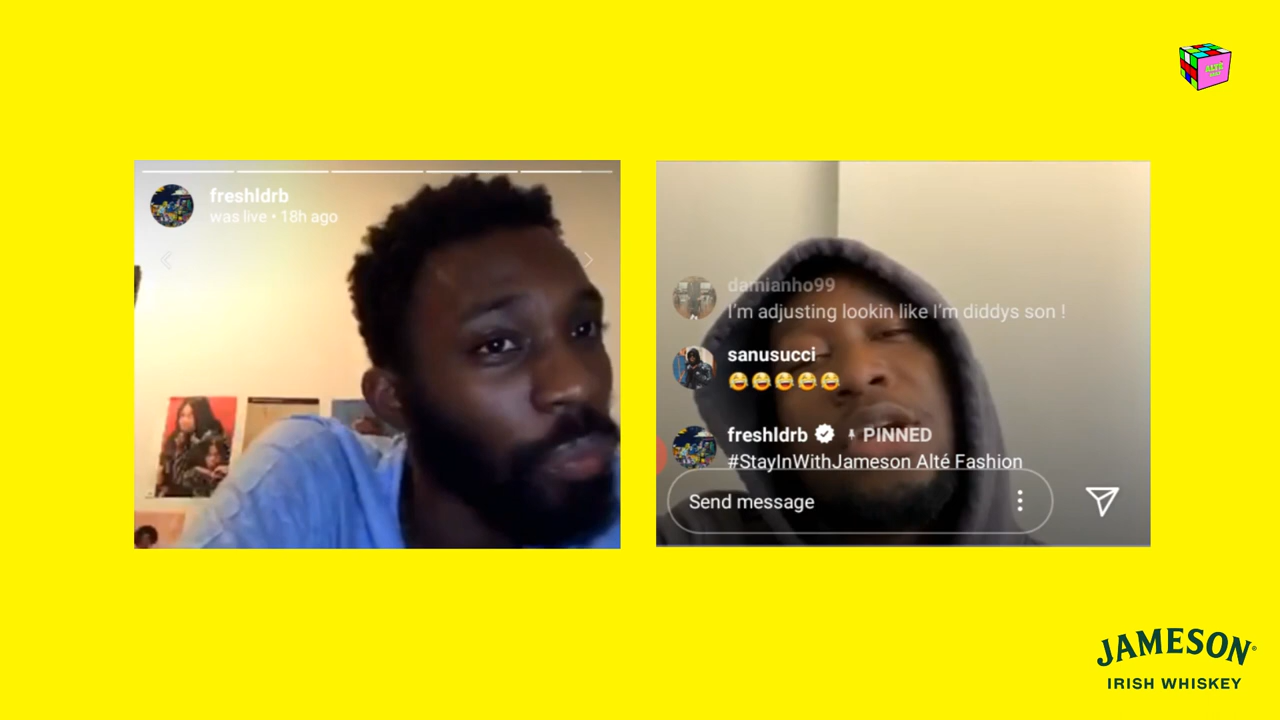 ALTÉ
freshldrb
was live • 18h ago
damianho99
I'm adjusting lookin like I'm diddys son !
sanusucci
😂😂😂😂😂
freshldrb PINNED
#StayInWithJameson Alté Fashion
Send message
JAMESON®
IRISH WHISKEY